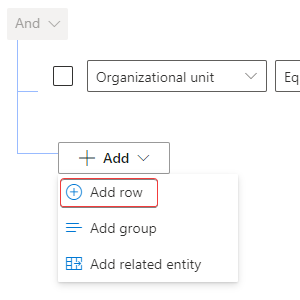 And
Organizational unit
Eq
Add
Add row
Add group
Add related entity